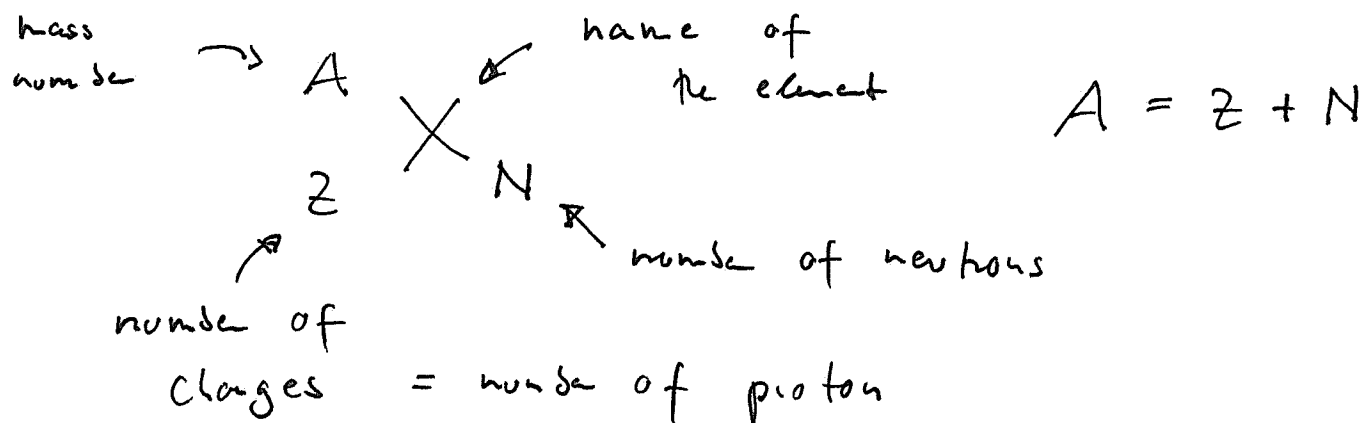 mass number
A
X
name of the element
A = Z + N
Z
N
number of neutrons
number of
charges = number of proton